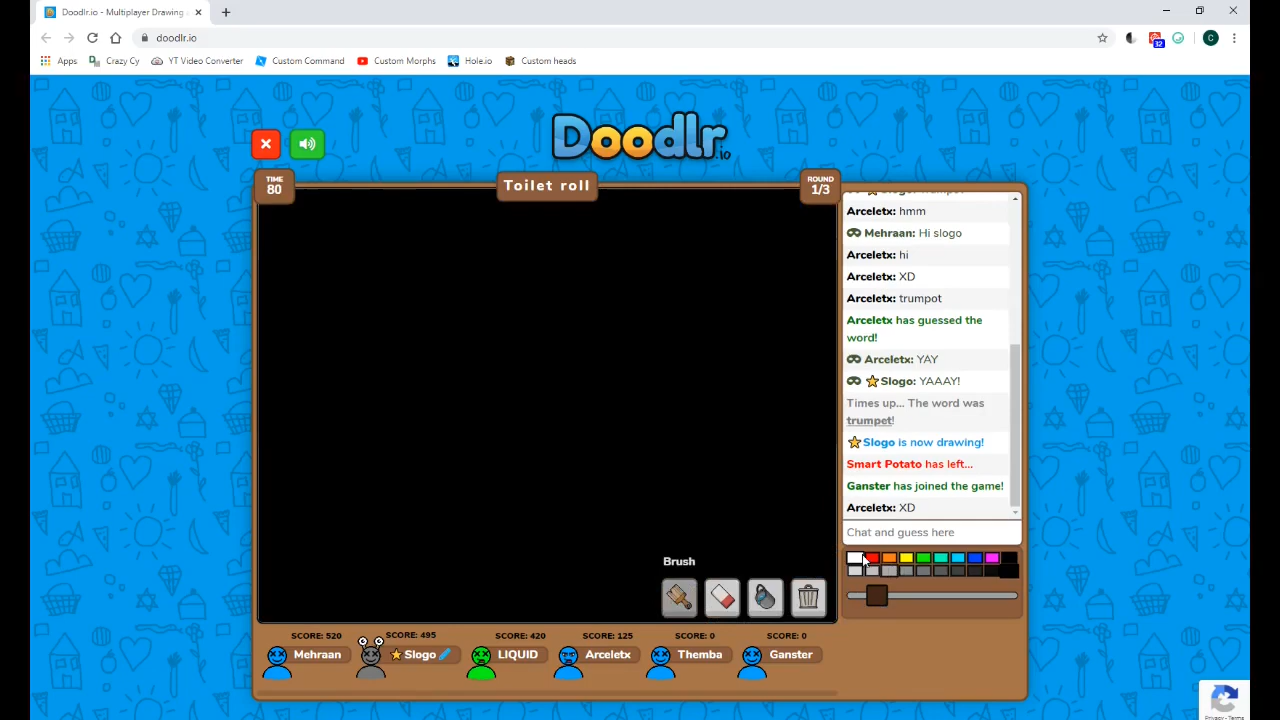 Doodlr.io - Multiplayer Drawing
doodlr.io
32
C
Apps Crazy Cy YT Video Converter Custom Command Custom Morphs Hole.io Custom heads
Doodlr.io
TIME
80
Toilet roll
ROUND
1/3
Arceletx: hmm
Mehraan: Hi slogo
Arceletx: hi
Arceletx: XD
Arceletx: trumpot
Arceletx has guessed the
word!
Arceletx: YAY
Slogo: YAAAY!
Times up... The word was
trumpet!
Slogo is now drawing!
Smart Potato has left...
Ganster has joined the game!
Arceletx: XD
Chat and guess here
Brush
SCORE: 520 SCORE: 495 SCORE: 420 SCORE: 125 SCORE: 0 SCORE: 0
Mehraan Slogo LIQUID Arceletx Themba Ganster
Privacy - Terms